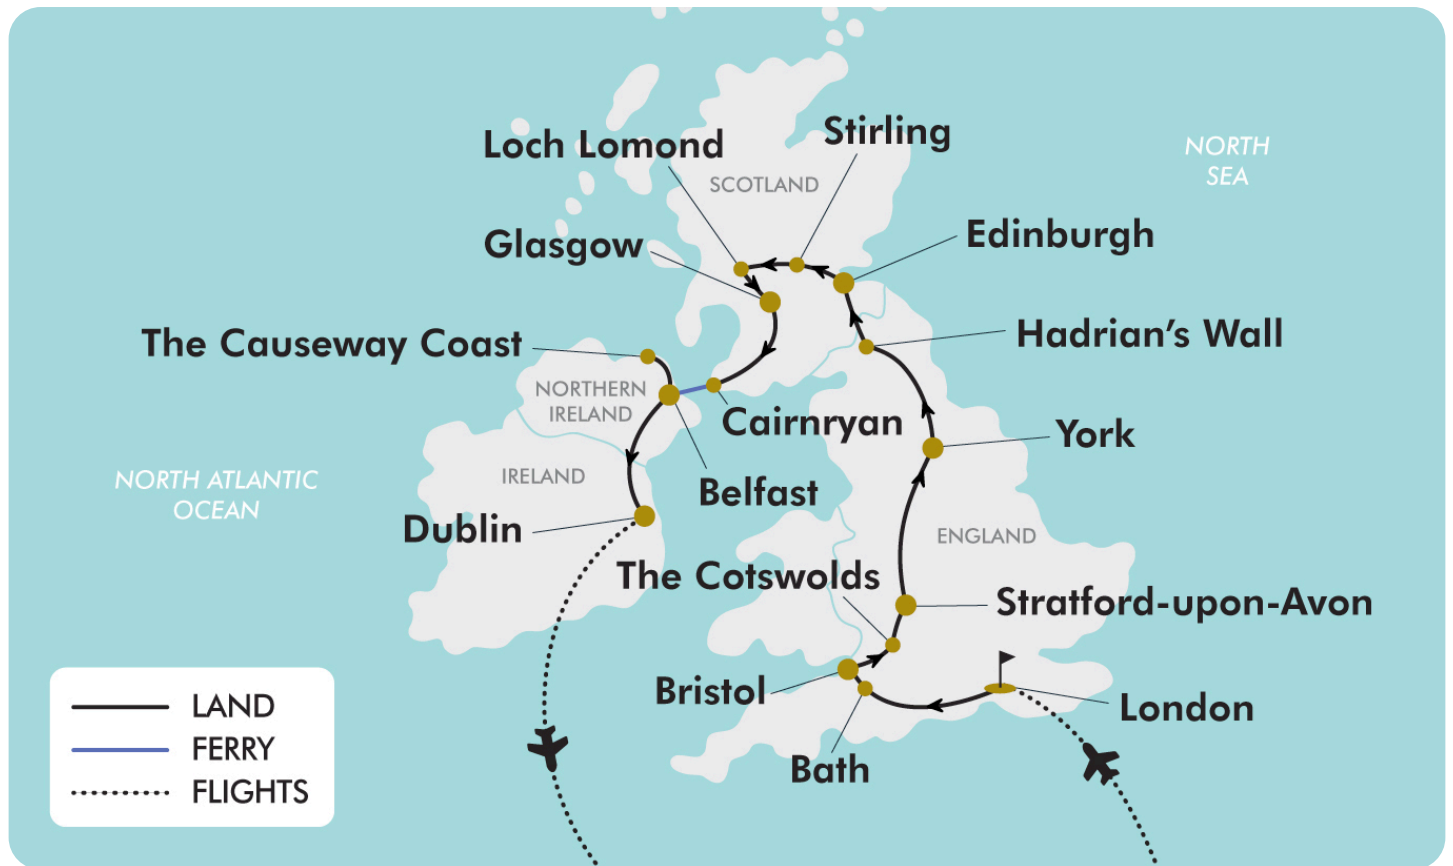 Loch Lomond
Stirling
NORTH
SEA
SCOTLAND
Glasgow
Edinburgh
The Causeway Coast
Hadrian's Wall
NORTHERN
IRELAND
Cairnryan
York
NORTH ATLANTIC
OCEAN
IRELAND
Belfast
Dublin
ENGLAND
The Cotswolds
Stratford-upon-Avon
Bristol
London
Bath
LAND
FERRY
FLIGHTS